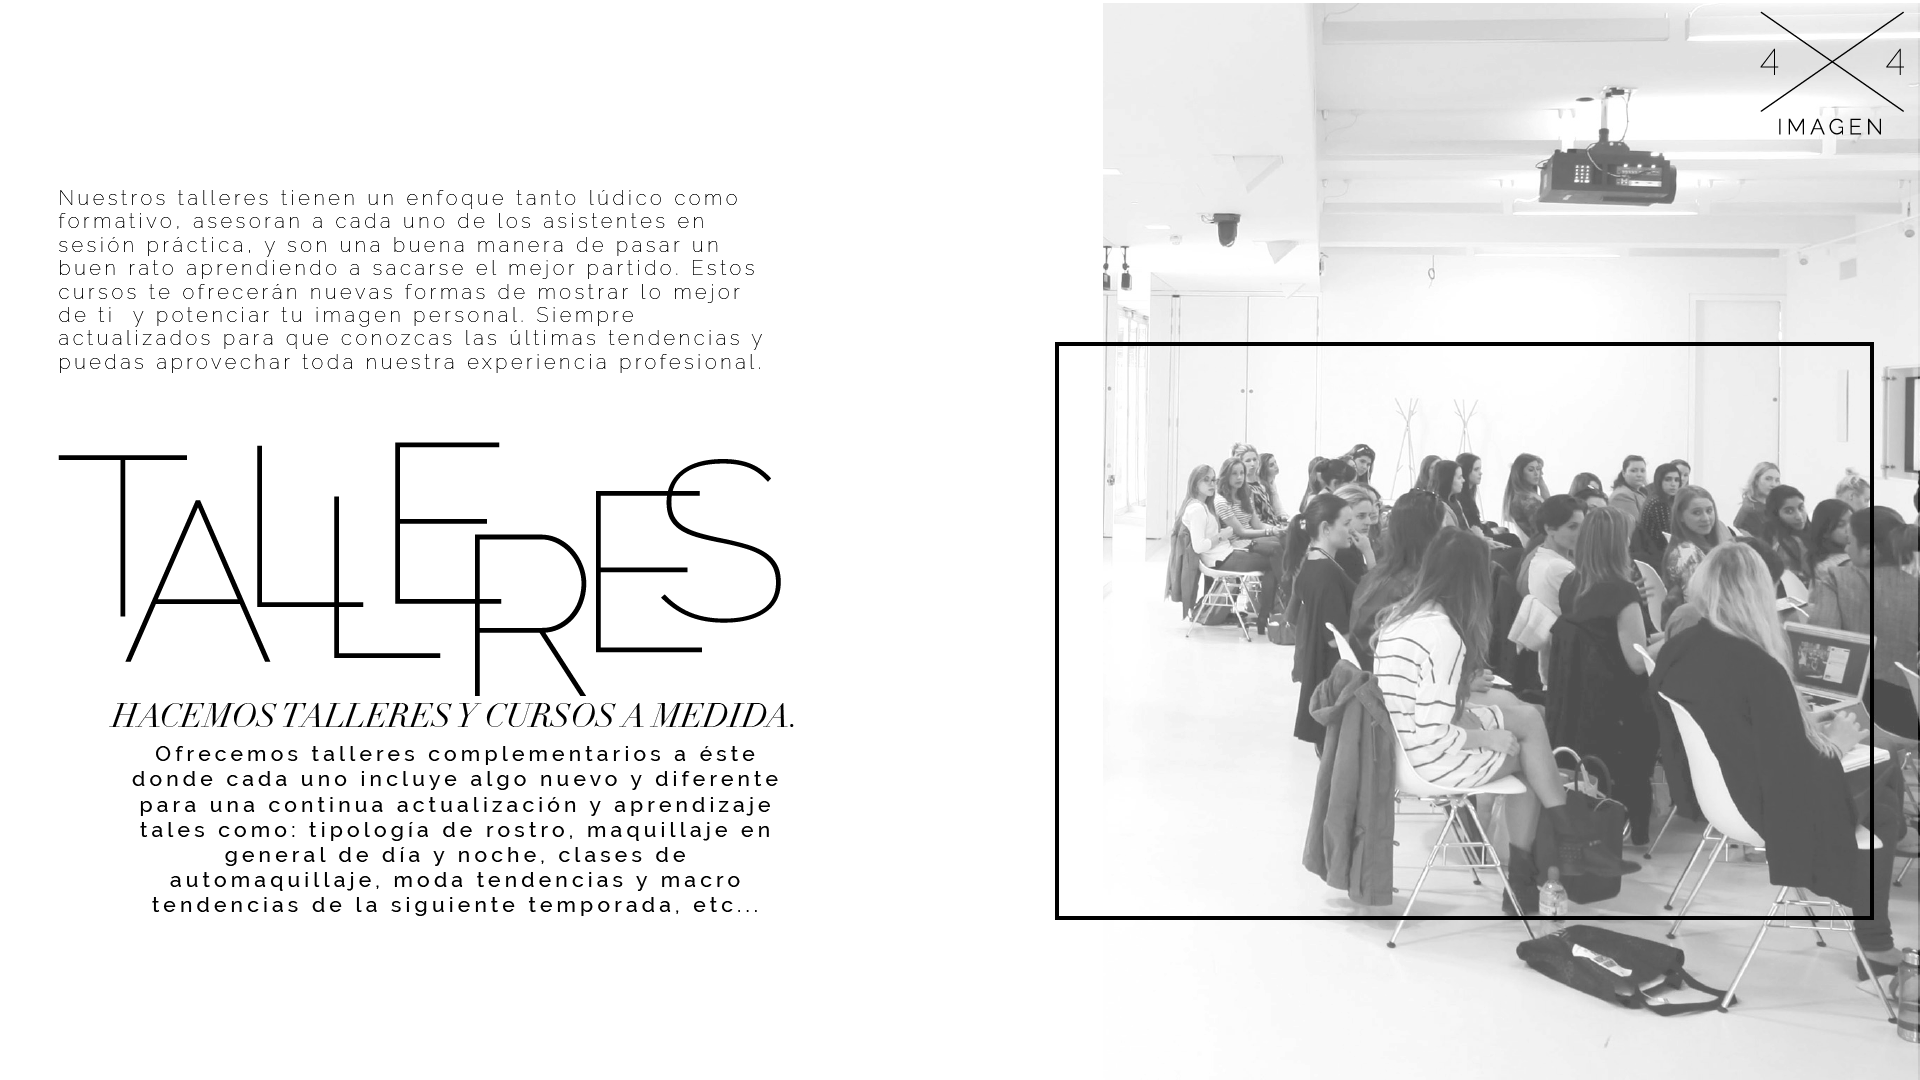 4 4
IMAGEN
Nuestros talleres tienen un enfoque tanto lúdico como
formativo, asesoran a cada uno de los asistentes en
sesión práctica, y son una buena manera de pasar un
buen rato aprendiendo a sacarse el mejor partido. Estos
cursos te ofrecerán nuevas formas de mostrar lo mejor
de ti  y potenciar tu imagen personal. Siempre
actualizados para que conozcas las últimas tendencias y
puedas aprovechar toda nuestra experiencia profesional.
TALLERES
HACEMOS TALLERES Y CURSOS A MEDIDA.
Ofrecemos talleres complementarios a éste
donde cada uno incluye algo nuevo y diferente
para una continua actualización y aprendizaje
tales como: tipología de rostro, maquillaje en
general de día y noche, clases de
automaquillaje, moda tendencias y macro
tendencias de la siguiente temporada, etc...